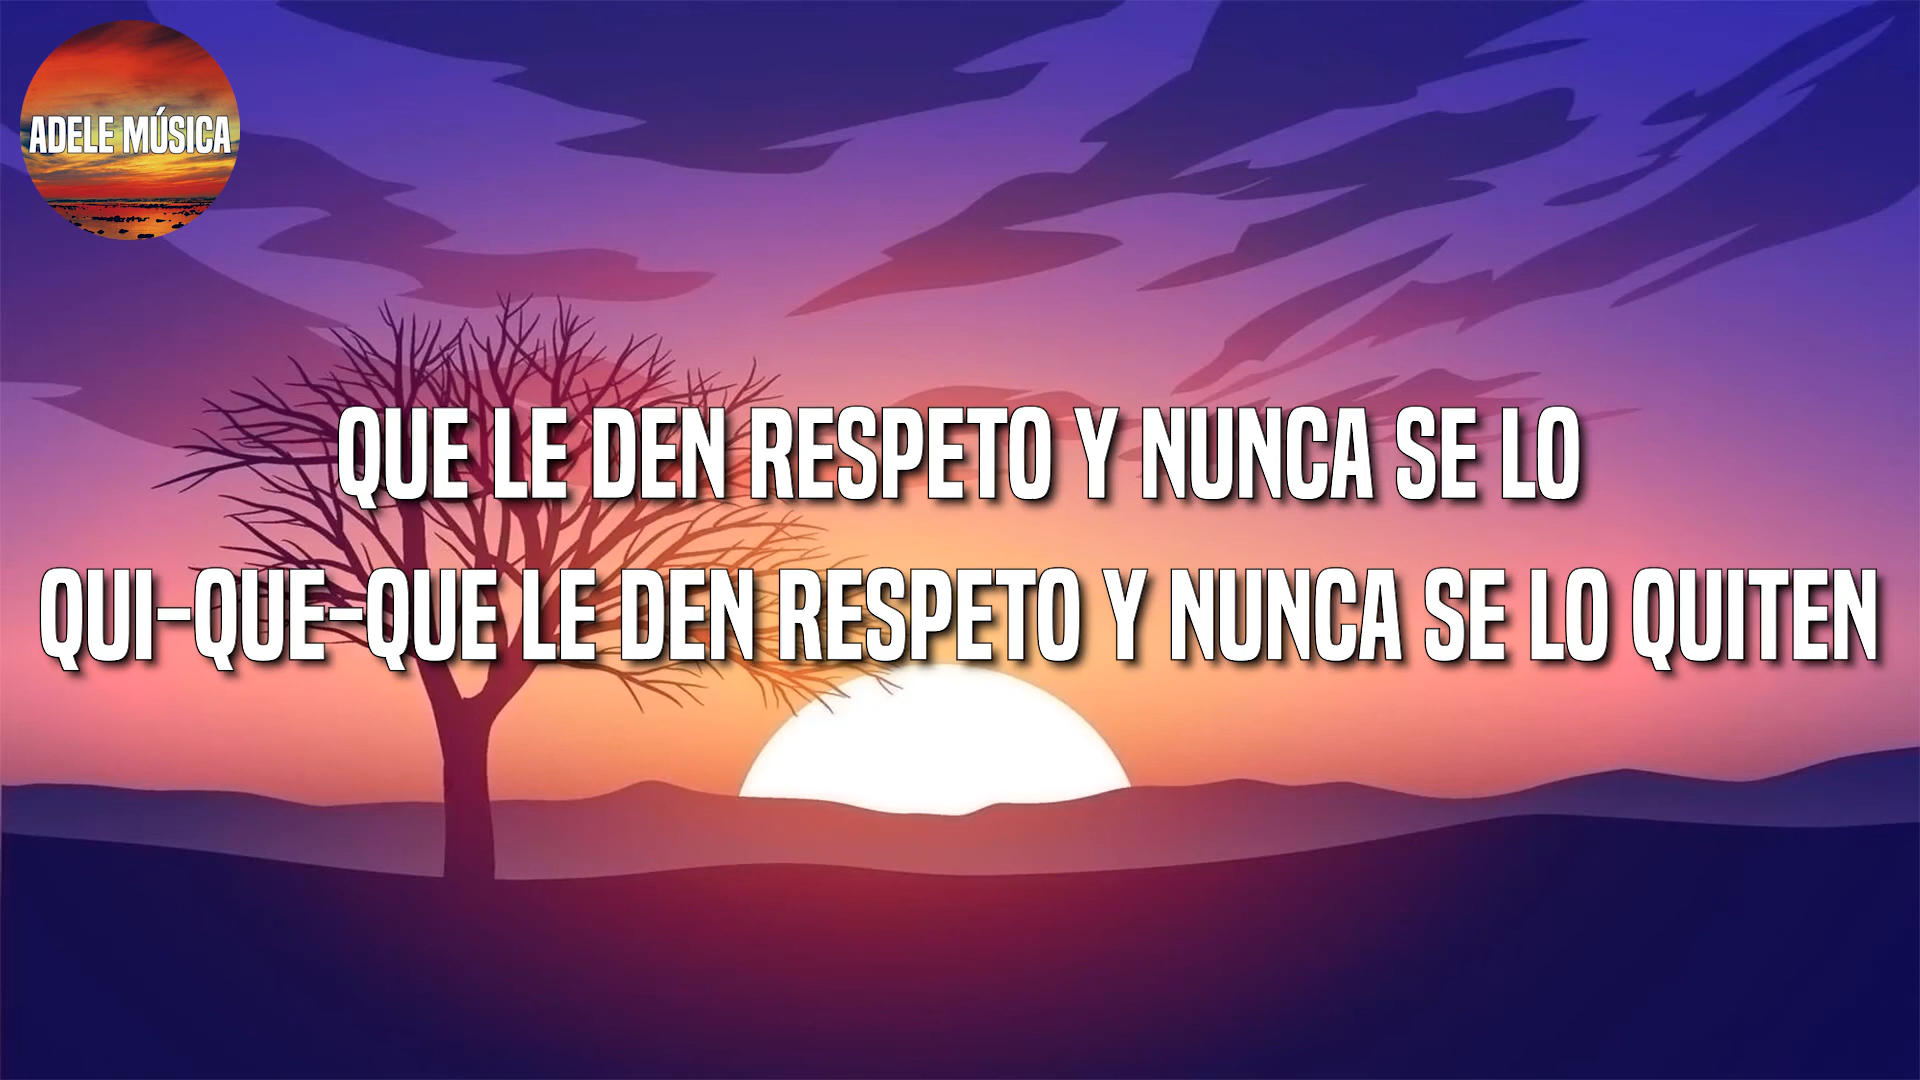 ADELE MÚSICA
QUE LE DEN RESPETO Y NUNCA SE LO
QUI-QUE-QUE LE DEN RESPETO Y NUNCA SE LO QUITEN